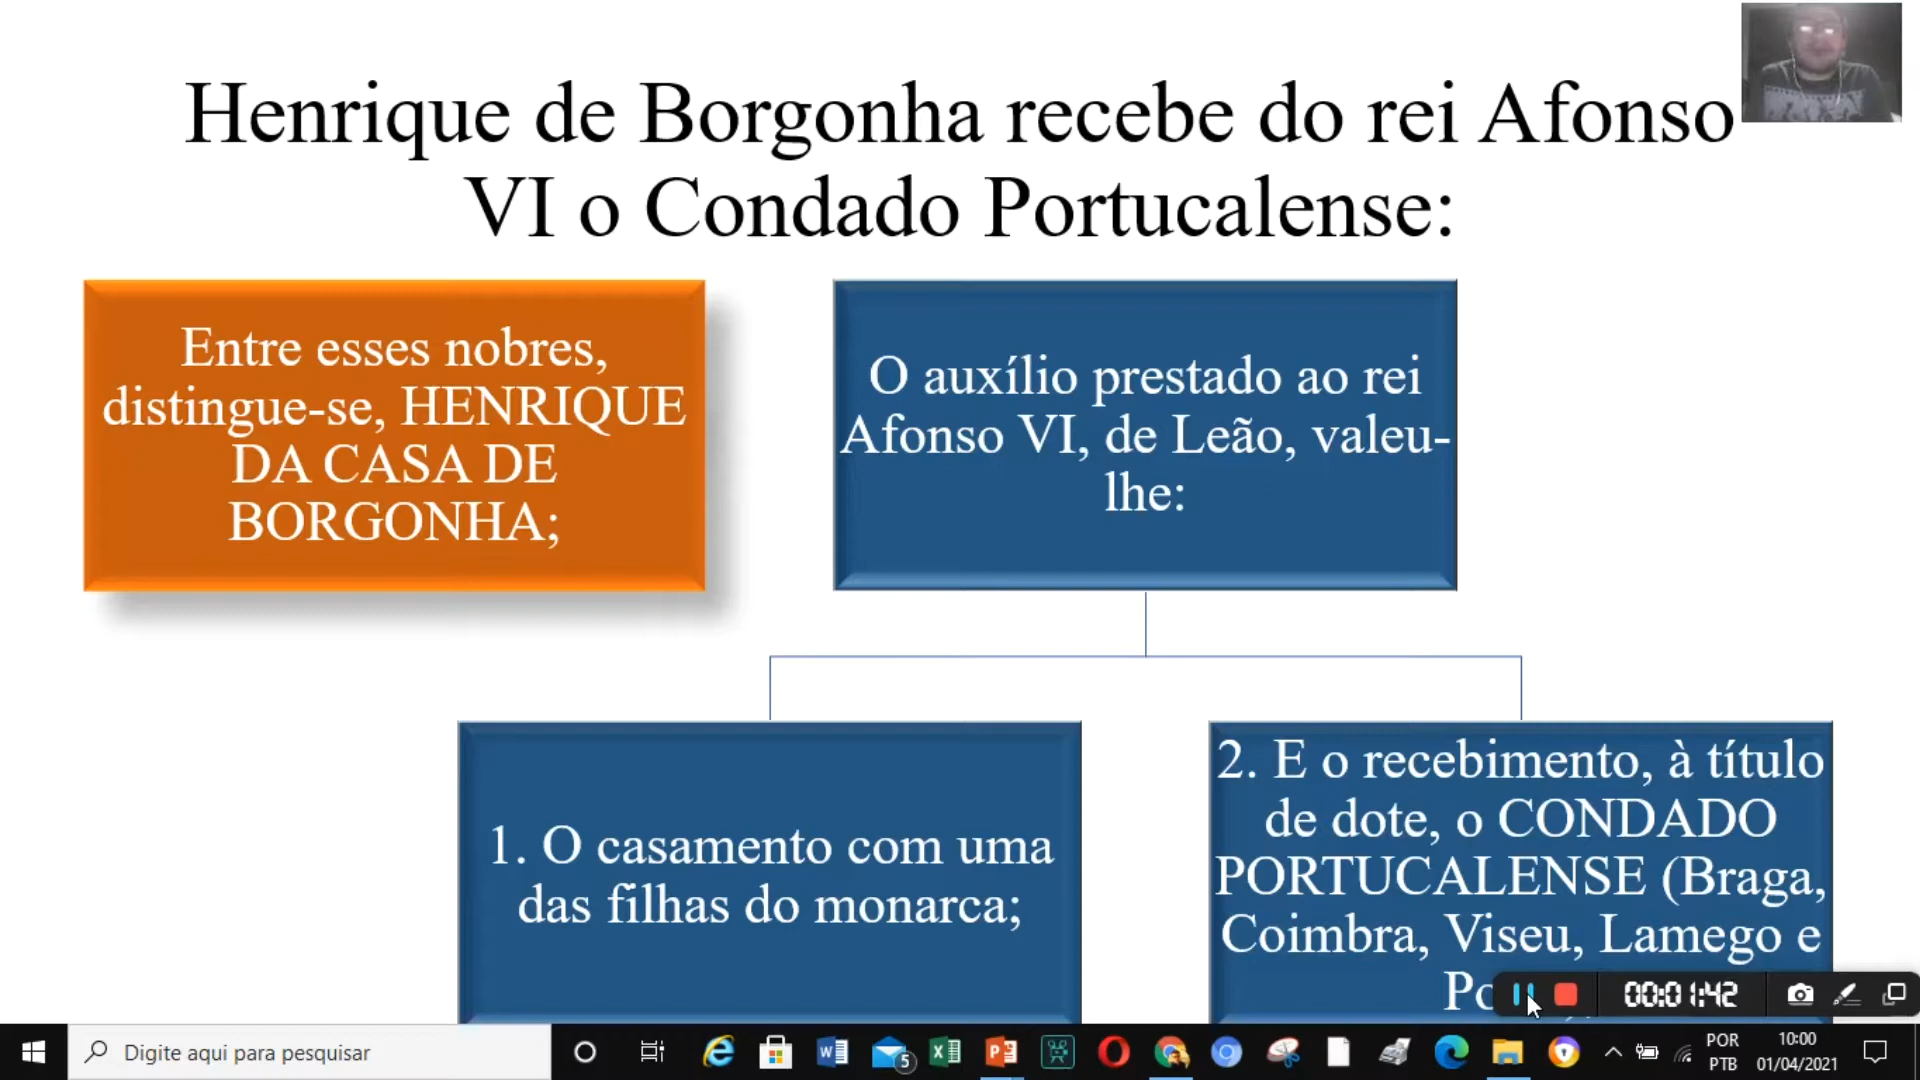 Henrique de Borgonha recebe do rei Afonso
VI o Condado Portucalense:
Entre esses nobres,
distingue-se, HENRIQUE
DA CASA DE
BORGONHA;
O auxílio prestado ao rei
Afonso VI, de Leão, valeu-
lhe:
1. O casamento com uma
das filhas do monarca;
2. E o recebimento, à título
de dote, o CONDADO
PORTUCALENSE (Braga,
Coimbra, Viseu, Lamego e
00:01:42
Digite aqui para pesquisar
5
POR
PTB
10:00
01/04/2021